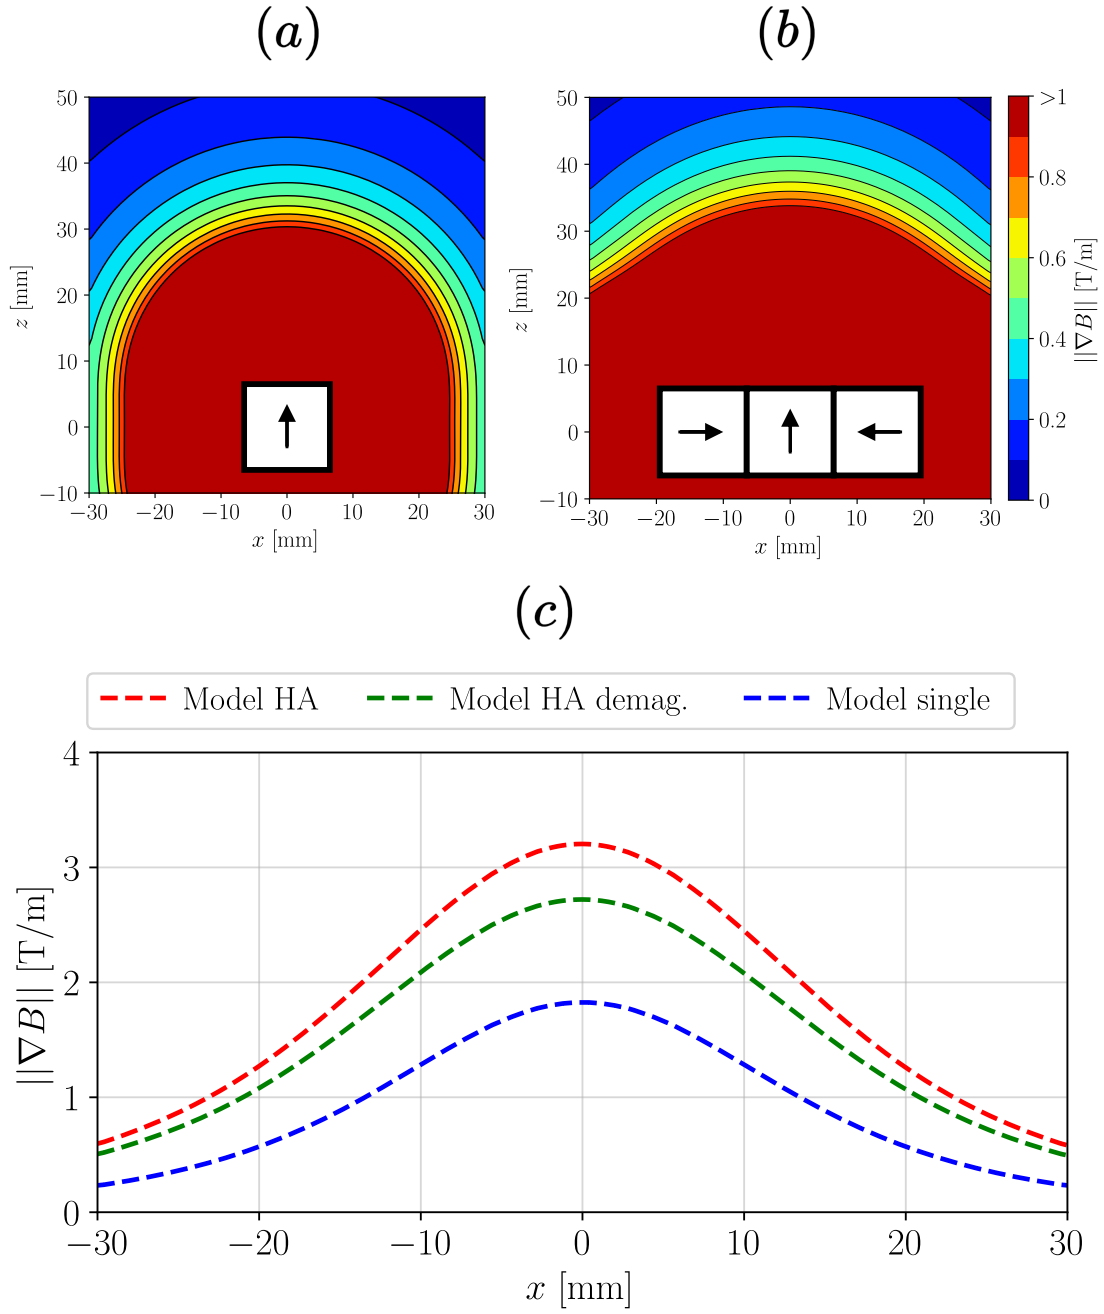 (a) (b)
50 50 >1
40 40
0.8
30 30
0.6
20 20
z [mm] z [mm] ||∇B|| [T/m]
10 10
0.4
0 0
0.2
−10 −10 0
−30 −20 −10 0 10 20 30 −30 −20 −10 0 10 20 30
x [mm] x [mm]
(c)
Model HA Model HA demag. Model single
4
3
||∇B|| [T/m]
2
1
0
−30 −20 −10 0 10 20 30
x [mm]